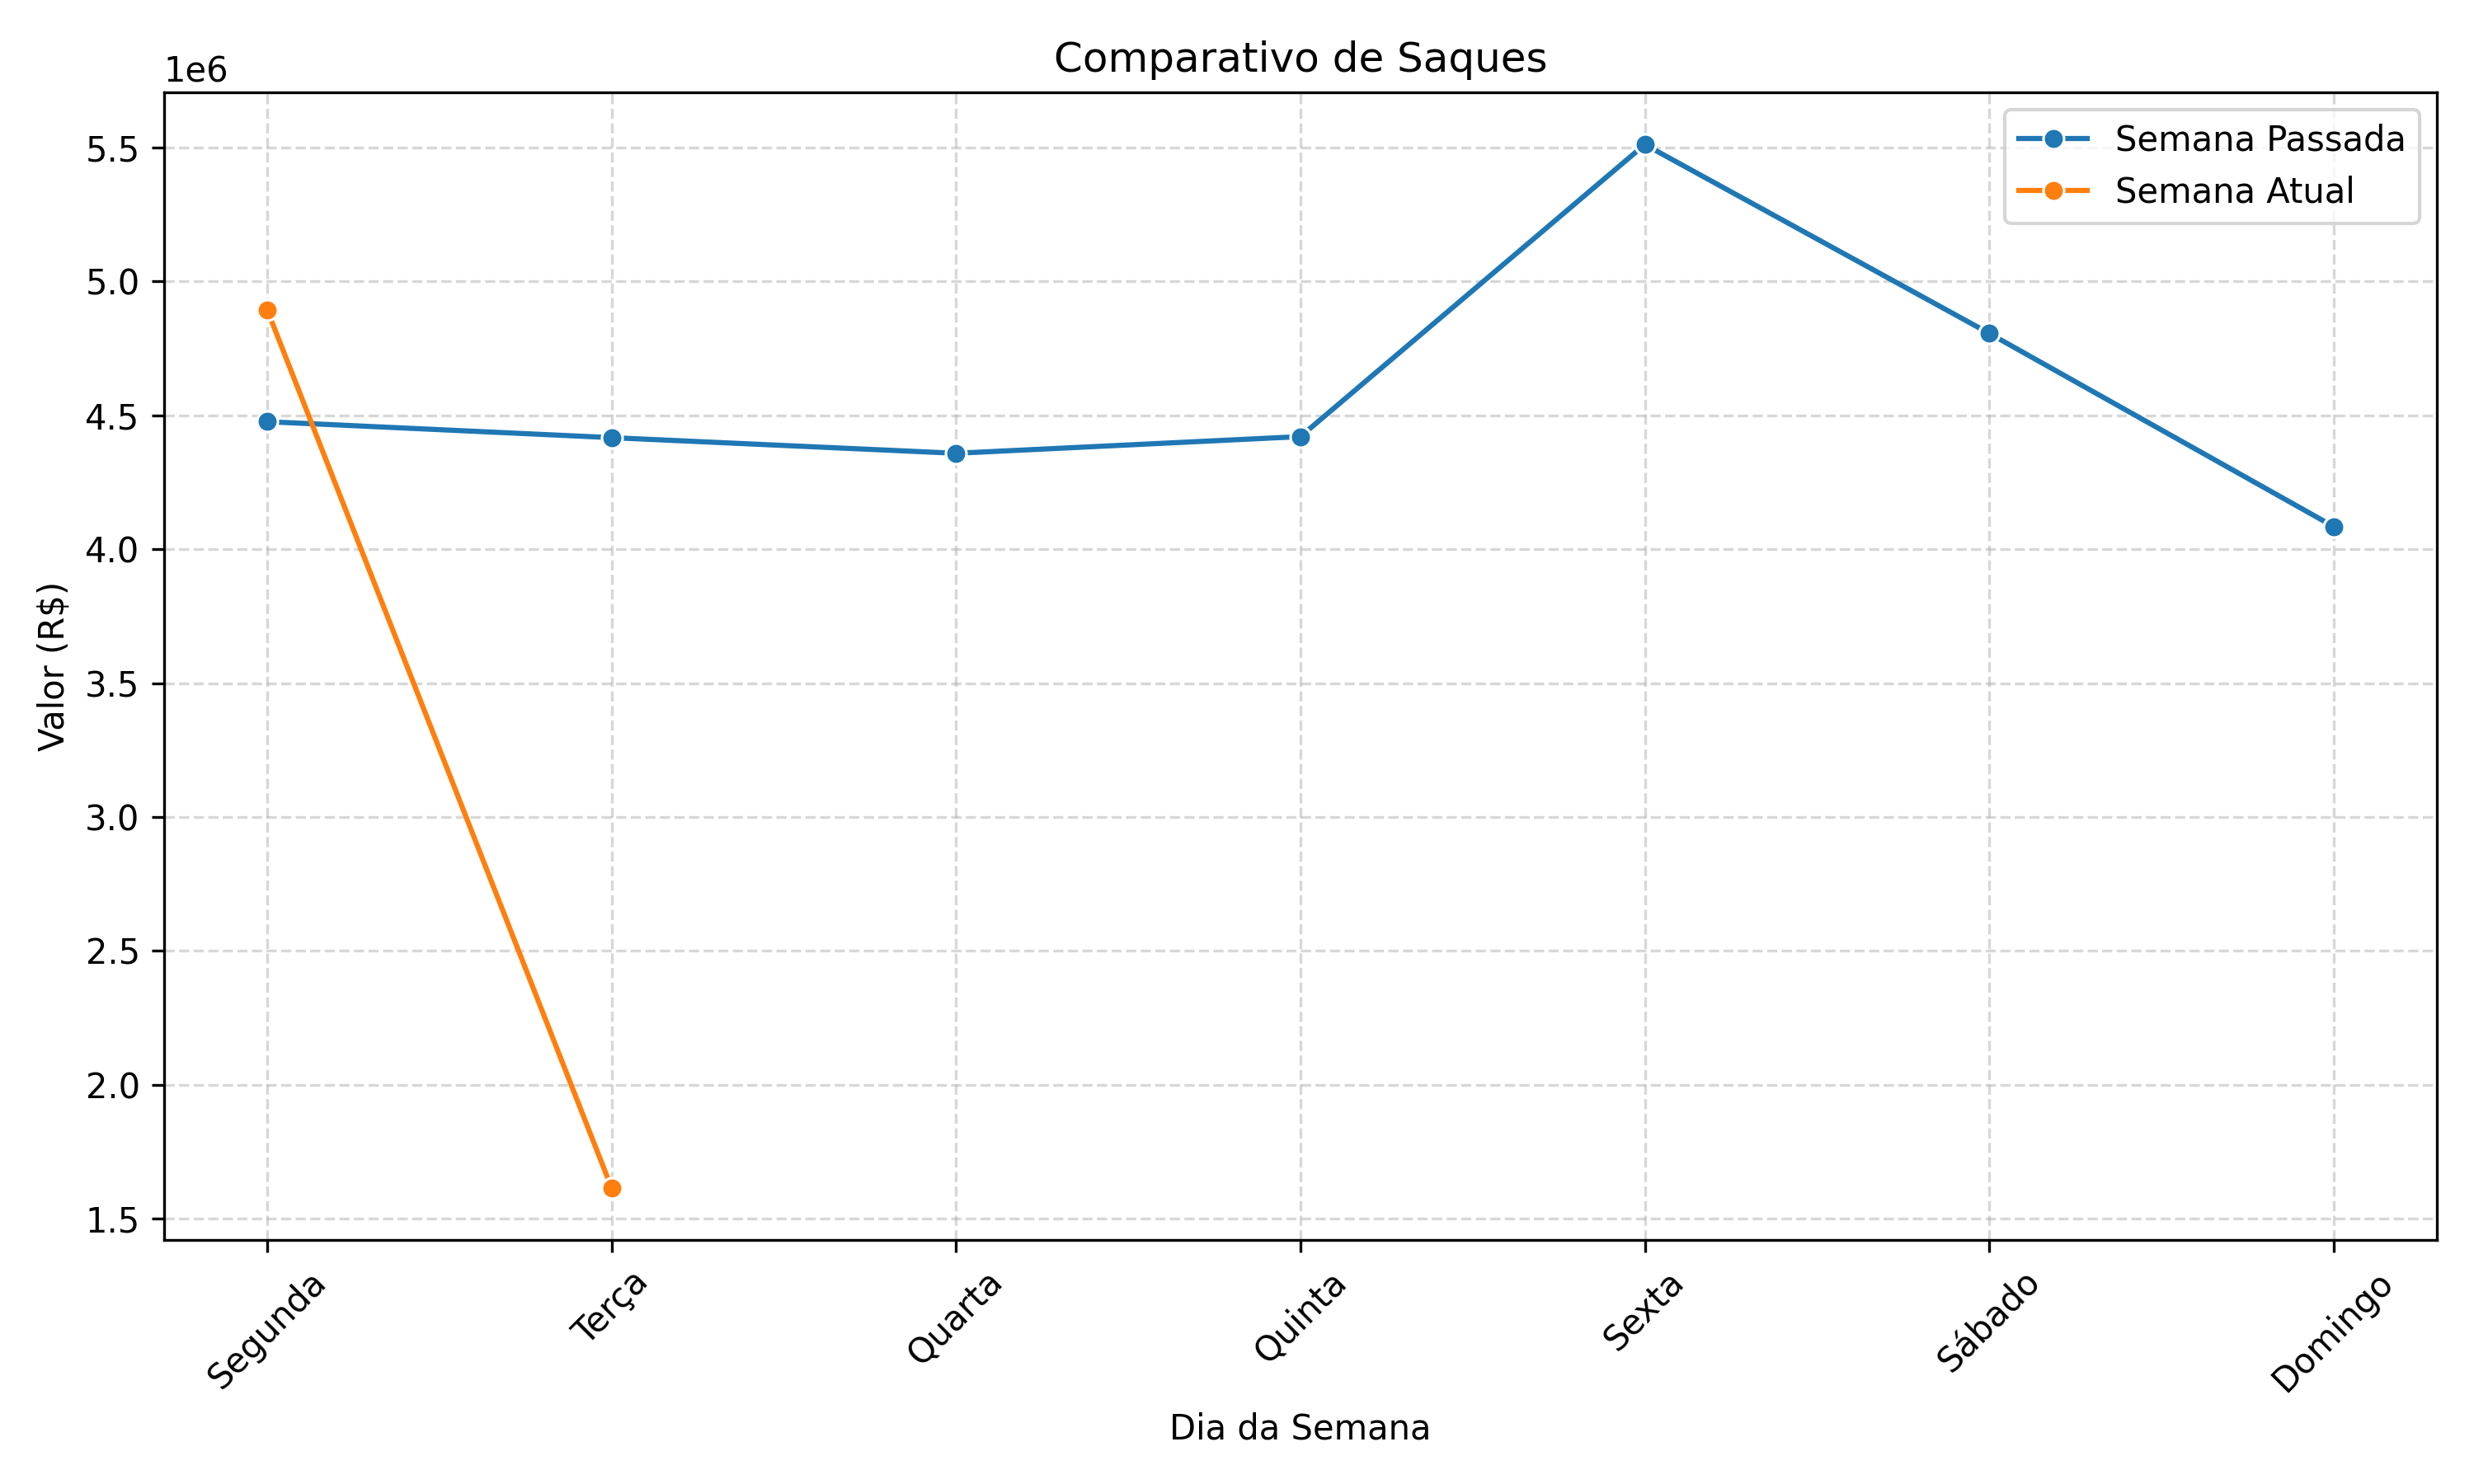 Comparativo de Saques
1e6
Semana Passada
Semana Atual
5.5
5.0
4.5
4.0
3.5
3.0
2.5
2.0
1.5
Valor (R$)
Segunda
Terça
Quarta
Quinta
Sexta
Sábado
Domingo
Dia da Semana